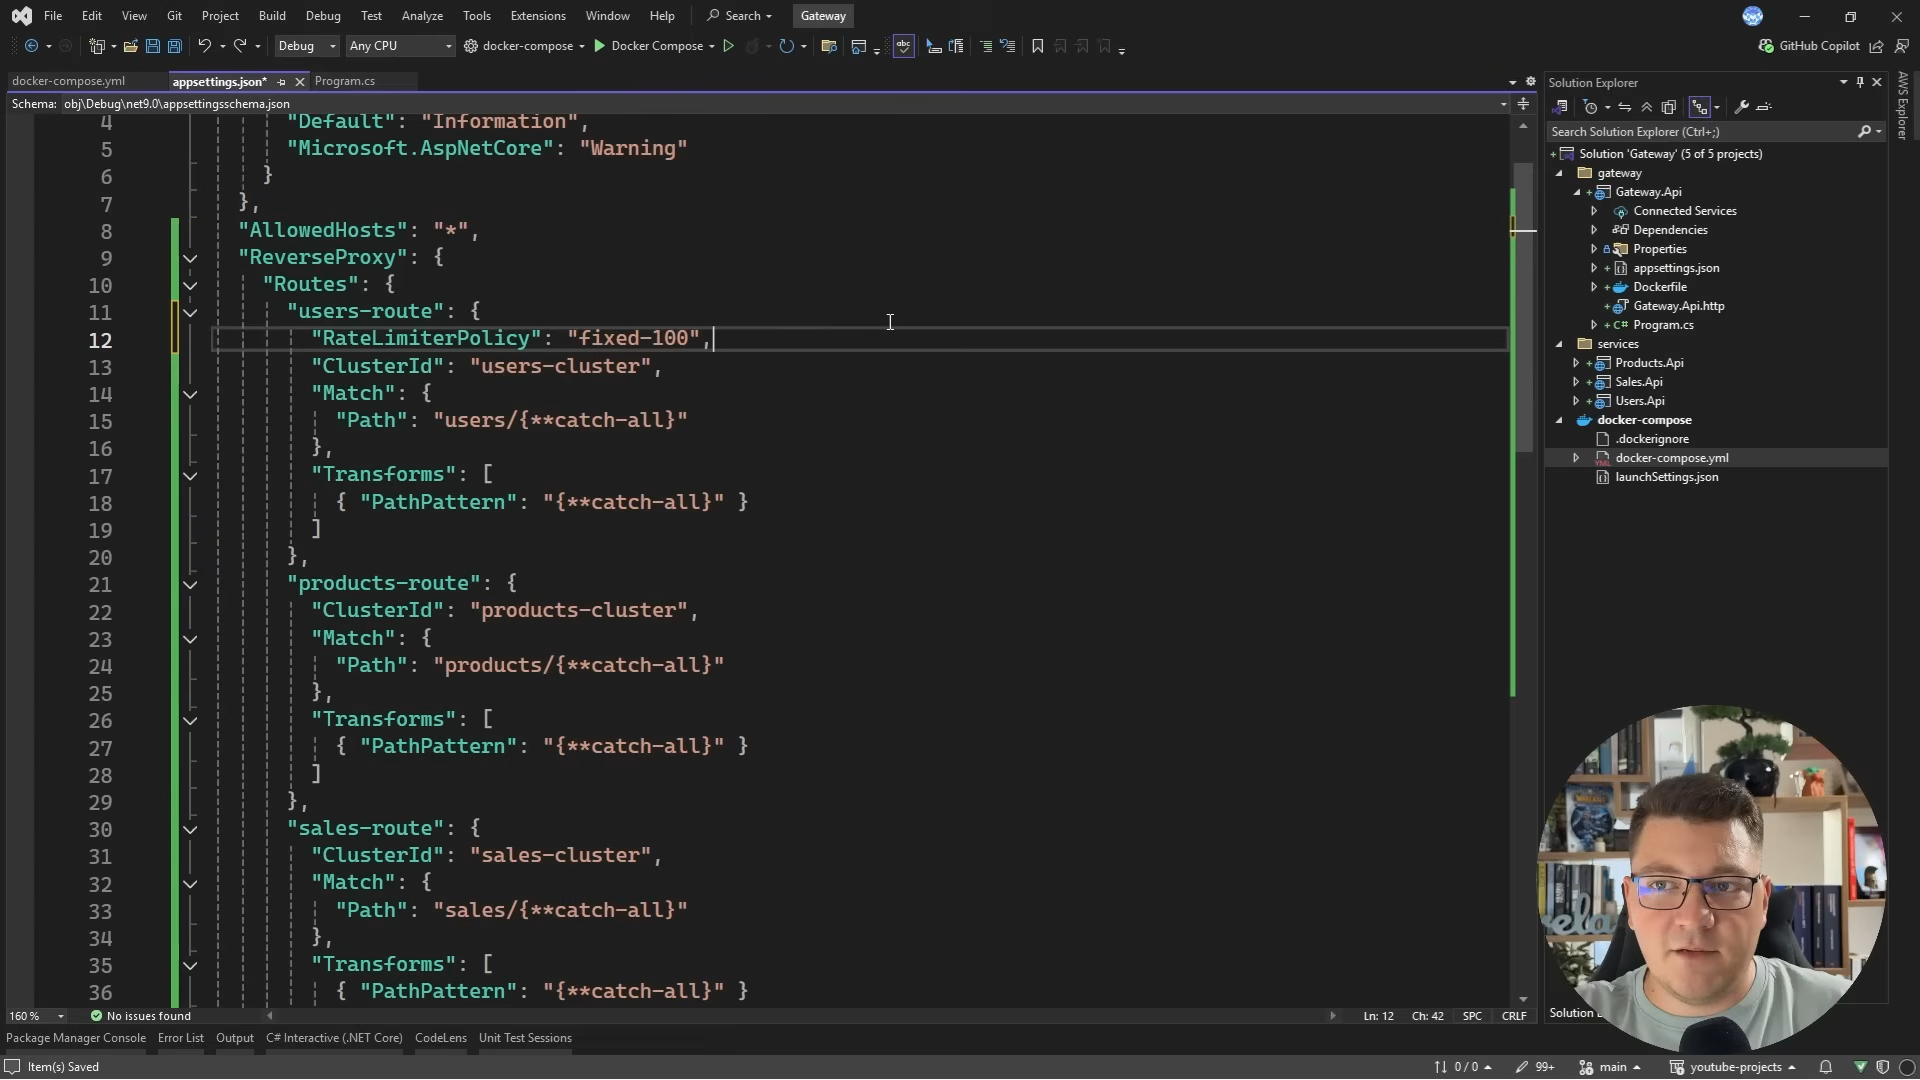 File Edit View Git Project Build Debug Test Analyze Tools Extensions Window Help Search Gateway
Debug Any CPU docker-compose Docker Compose GitHub Copilot
docker-compose.yml appsettings.json* Program.cs
Schema: obj\Debug\net9.0\appsettingsschema.json
4 "Default": "Information",
5 "Microsoft.AspNetCore": "Warning"
6 }
7 },
8 "AllowedHosts": "*",
9 "ReverseProxy": {
10 "Routes": {
11 "users-route": {
12 "RateLimiterPolicy": "fixed-100",
13 "ClusterId": "users-cluster",
14 "Match": {
15 "Path": "users/{**catch-all}"
16 },
17 "Transforms": [
18 { "PathPattern": "{**catch-all}" }
19 ]
20 },
21 "products-route": {
22 "ClusterId": "products-cluster",
23 "Match": {
24 "Path": "products/{**catch-all}"
25 },
26 "Transforms": [
27 { "PathPattern": "{**catch-all}" }
28 ]
29 },
30 "sales-route": {
31 "ClusterId": "sales-cluster",
32 "Match": {
33 "Path": "sales/{**catch-all}"
34 },
35 "Transforms": [
36 { "PathPattern": "{**catch-all}" }
Solution Explorer
Search Solution Explorer (Ctrl+;)
Solution 'Gateway' (5 of 5 projects)
gateway
Gateway.Api
Connected Services
Dependencies
Properties
appsettings.json
Dockerfile
Gateway.Api.http
C# Program.cs
services
Products.Api
Sales.Api
Users.Api
docker-compose
.dockerignore
docker-compose.yml
launchSettings.json
AWS Explorer
160 % No issues found Ln: 12 Ch: 42 SPC CRLF
Solution
Package Manager Console Error List Output C# Interactive (.NET Core) CodeLens Unit Test Sessions
Item(s) Saved 0 / 0 99+ main youtube-projects